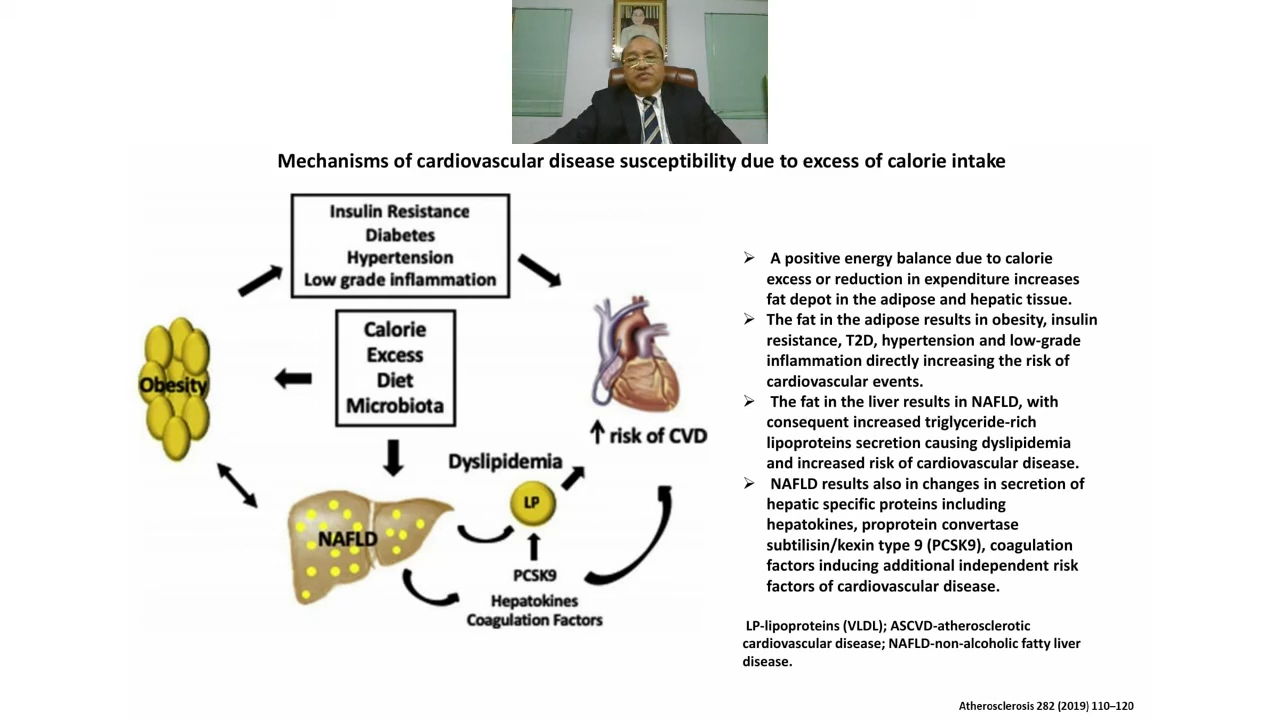 Mechanisms of cardiovascular disease susceptibility due to excess of calorie intake
Insulin Resistance
Diabetes
Hypertension
Low grade inflammation
Calorie
Excess
Diet
Microbiota
Obesity
risk of CVD
Dyslipidemia
LP
NAFLD
PCSK9
Hepatokines
Coagulation Factors
A positive energy balance due to calorie
excess or reduction in expenditure increases
fat depot in the adipose and hepatic tissue.
The fat in the adipose results in obesity, insulin
resistance, T2D, hypertension and low-grade
inflammation directly increasing the risk of
cardiovascular events.
The fat in the liver results in NAFLD, with
consequent increased triglyceride-rich
lipoproteins secretion causing dyslipidemia
and increased risk of cardiovascular disease.
NAFLD results also in changes in secretion of
hepatic specific proteins including
hepatokines, proprotein convertase
subtilisin/kexin type 9 (PCSK9), coagulation
factors inducing additional independent risk
factors of cardiovascular disease.
LP-lipoproteins (VLDL); ASCVD-atherosclerotic
cardiovascular disease; NAFLD-non-alcoholic fatty liver
disease.
Atherosclerosis 282 (2019) 110–120